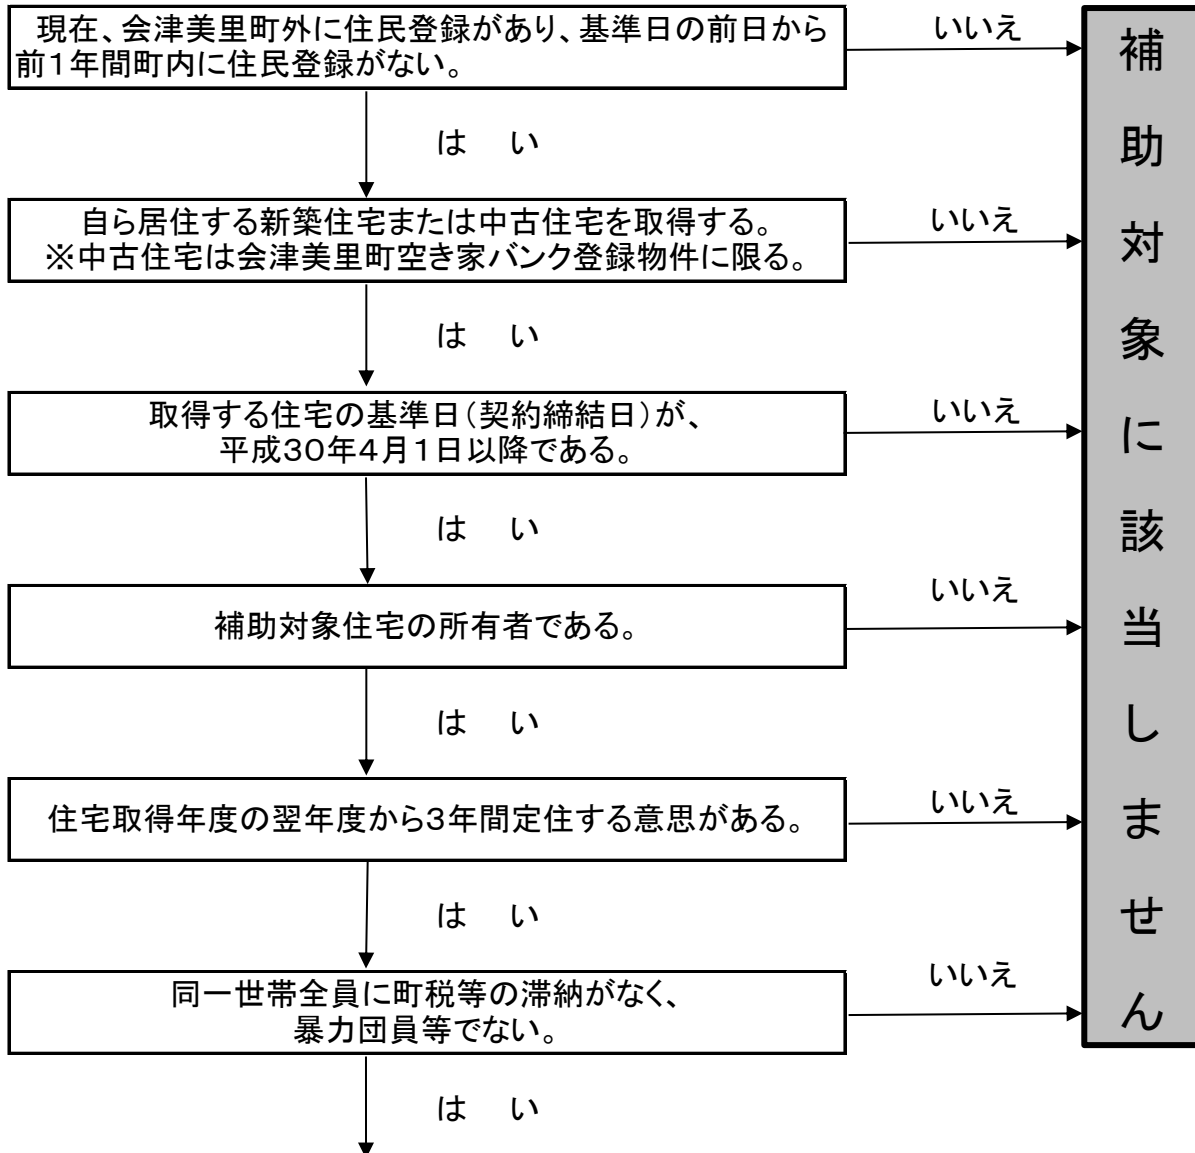 現在、会津美里町外に住民登録があり、基準日の前日から
前１年間町内に住民登録がない。
いいえ
は い
自ら居住する新築住宅または中古住宅を取得する。
※中古住宅は会津美里町空き家バンク登録物件に限る。
いいえ
は い
取得する住宅の基準日（契約締結日）が、
平成３０年４月１日以降である。
いいえ
は い
補助対象住宅の所有者である。
いいえ
は い
住宅取得年度の翌年度から３年間定住する意思がある。
いいえ
は い
同一世帯全員に町税等の滞納がなく、
暴力団員等でない。
いいえ
は い
補助対象に該当しません